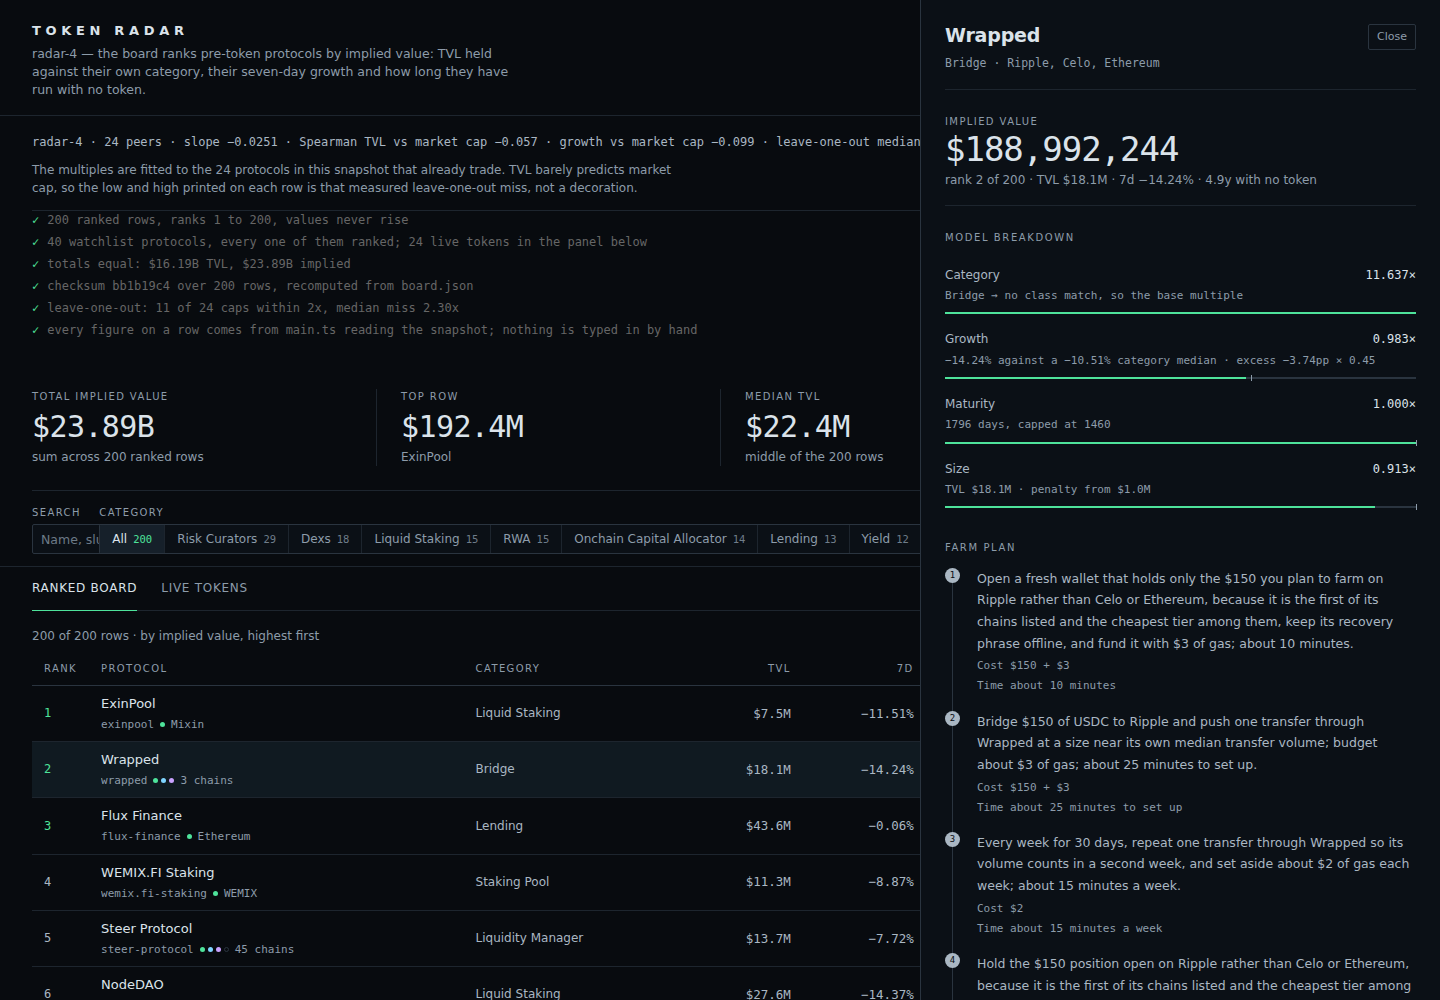 TOKEN RADAR
radar-4 — the board ranks pre-token protocols by implied value: TVL held
against their own category, their seven-day growth and how long they have
run with no token.
radar-4 · 24 peers · slope −0.0251 · Spearman TVL vs market cap −0.057 · growth vs market cap −0.099 · leave-one-out median
The multiples are fitted to the 24 protocols in this snapshot that already trade. TVL barely predicts market
cap, so the low and high printed on each row is that measured leave-one-out miss, not a decoration.
✓ 200 ranked rows, ranks 1 to 200, values never rise
✓ 40 watchlist protocols, every one of them ranked; 24 live tokens in the panel below
✓ totals equal: $16.19B TVL, $23.89B implied
✓ checksum bb1b19c4 over 200 rows, recomputed from board.json
✓ leave-one-out: 11 of 24 caps within 2x, median miss 2.30x
✓ every figure on a row comes from main.ts reading the snapshot; nothing is typed in by hand
TOTAL IMPLIED VALUE
$23.89B
sum across 200 ranked rows
TOP ROW
$192.4M
ExinPool
MEDIAN TVL
$22.4M
middle of the 200 rows
SEARCH CATEGORY
Name, slu All 200 Risk Curators 29 Dexs 18 Liquid Staking 15 RWA 15 Onchain Capital Allocator 14 Lending 13 Yield 12
RANKED BOARD LIVE TOKENS
200 of 200 rows · by implied value, highest first
RANK PROTOCOL CATEGORY TVL 7D
1 ExinPool Liquid Staking $7.5M −11.51%
exinpool Mixin
2 Wrapped Bridge $18.1M −14.24%
wrapped 3 chains
3 Flux Finance Lending $43.6M −0.06%
flux-finance Ethereum
4 WEMIX.FI Staking Staking Pool $11.3M −8.87%
wemix.fi-staking WEMIX
5 Steer Protocol Liquidity Manager $13.7M −7.72%
steer-protocol 45 chains
6 NodeDAO Liquid Staking $27.6M −14.37%
Wrapped
Close
Bridge · Ripple, Celo, Ethereum
IMPLIED VALUE
$188,992,244
rank 2 of 200 · TVL $18.1M · 7d −14.24% · 4.9y with no token
MODEL BREAKDOWN
Category 11.637×
Bridge → no class match, so the base multiple
Growth 0.983×
−14.24% against a −10.51% category median · excess −3.74pp × 0.45
Maturity 1.000×
1796 days, capped at 1460
Size 0.913×
TVL $18.1M · penalty from $1.0M
FARM PLAN
1 Open a fresh wallet that holds only the $150 you plan to farm on
Ripple rather than Celo or Ethereum, because it is the first of its
chains listed and the cheapest tier among them, keep its recovery
phrase offline, and fund it with $3 of gas; about 10 minutes.
Cost $150 + $3
Time about 10 minutes
2 Bridge $150 of USDC to Ripple and push one transfer through
Wrapped at a size near its own median transfer volume; budget
about $3 of gas; about 25 minutes to set up.
Cost $150 + $3
Time about 25 minutes to set up
3 Every week for 30 days, repeat one transfer through Wrapped so its
volume counts in a second week, and set aside about $2 of gas each
week; about 15 minutes a week.
Cost $2
Time about 15 minutes a week
4 Hold the $150 position open on Ripple rather than Celo or Ethereum,
because it is the first of its chains listed and the cheapest tier among